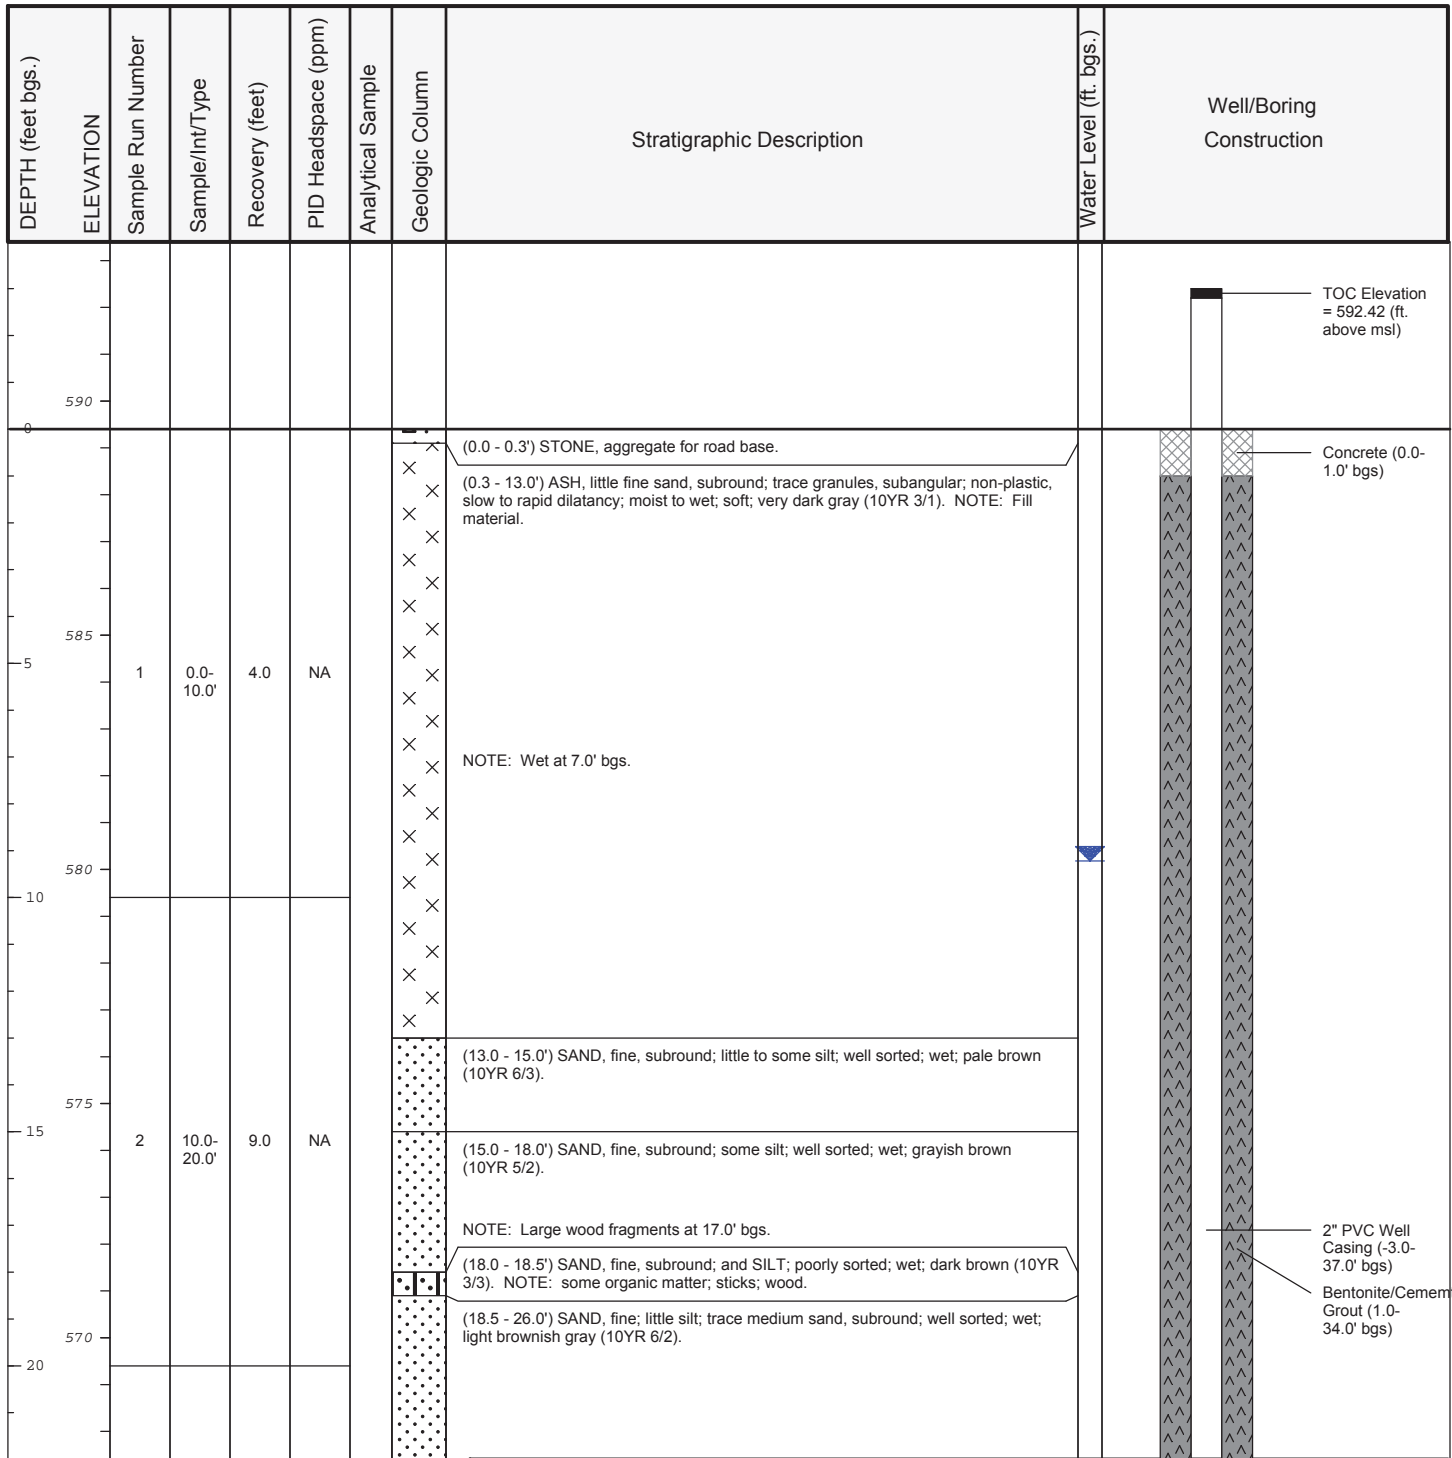 DEPTH (feet bgs.)
ELEVATION
Sample Run Number
Sample/Int/Type
Recovery (feet)
PID Headspace (ppm)
Analytical Sample
Geologic Column
Stratigraphic Description
Water Level (ft. bgs.)
Well/Boring
Construction
TOC Elevation
= 592.42 (ft.
above msl)
590
0
(0.0 - 0.3') STONE, aggregate for road base.
Concrete (0.0-
1.0' bgs)
(0.3 - 13.0') ASH, little fine sand, subround; trace granules, subangular; non-plastic,
slow to rapid dilatancy; moist to wet; soft; very dark gray (10YR 3/1). NOTE: Fill
material.
585
5
1
0.0-
10.0'
4.0
NA
NOTE: Wet at 7.0' bgs.
580
10
(13.0 - 15.0') SAND, fine, subround; little to some silt; well sorted; wet; pale brown
(10YR 6/3).
575
15
2
10.0-
20.0'
9.0
NA
(15.0 - 18.0') SAND, fine, subround; some silt; well sorted; wet; grayish brown
(10YR 5/2).
NOTE: Large wood fragments at 17.0' bgs.
2" PVC Well
Casing (-3.0-
37.0' bgs)
(18.0 - 18.5') SAND, fine, subround; and SILT; poorly sorted; wet; dark brown (10YR
3/3). NOTE: some organic matter; sticks; wood.
Bentonite/Cemen
Grout (1.0-
34.0' bgs)
(18.5 - 26.0') SAND, fine; little silt; trace medium sand, subround; well sorted; wet;
light brownish gray (10YR 6/2).
570
20